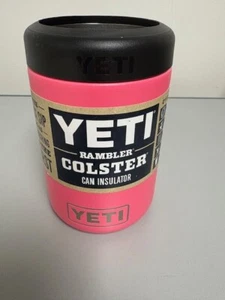 YETI
YETI
RAMBLER
COLSTER
CAN INSULATOR
YETI